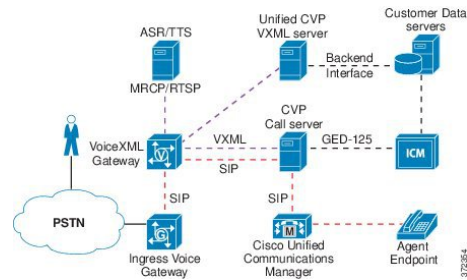 ASR/TTS
Unified CVP
VXML server
Customer Data
servers
Backend
Interface
MRCP/RTSP
CVP
Call server
VoiceXML
Gateway
V
VXML
SIP
GED-125
ICM
SIP
SIP
PSTN
G
M
Ingress Voice
Gateway
Cisco Unified
Communications
Manager
Agent
Endpoint
372354